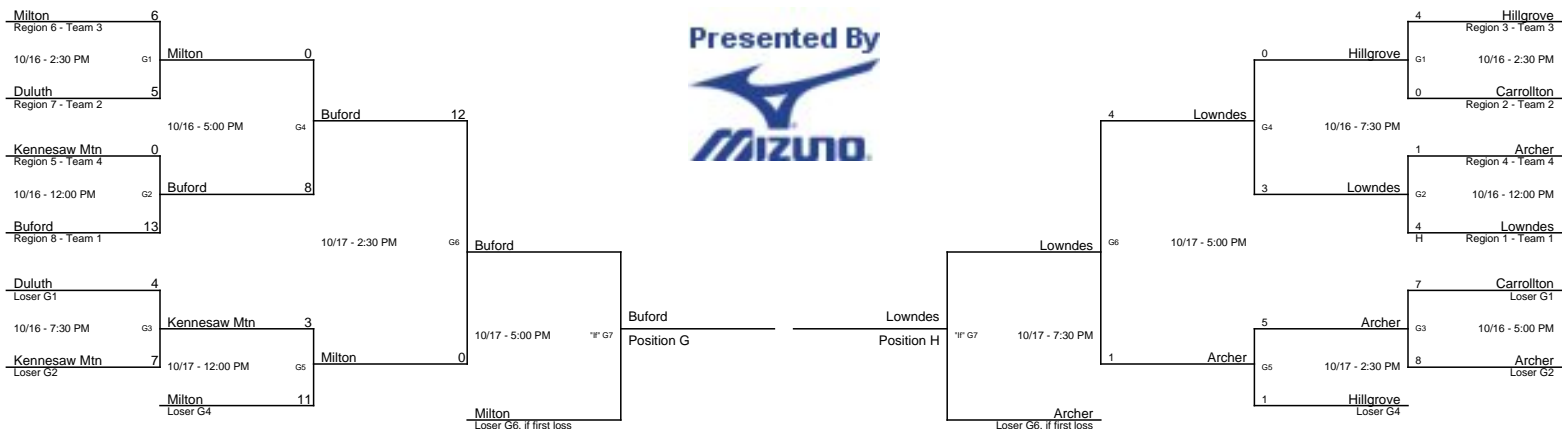 Milton 6
Region 6 - Team 3
10/16 - 2:30 PM G1
Duluth 5
Region 7 - Team 2
Milton 0
10/16 - 5:00 PM G4
Kennesaw Mtn 0
Region 5 - Team 4
10/16 - 12:00 PM G2
Buford 13
Region 8 - Team 1
Buford 8
Buford 12
10/17 - 2:30 PM G6
Duluth 4
Loser G1
10/16 - 7:30 PM G3
Kennesaw Mtn 7
Loser G2
Kennesaw Mtn 3
10/17 - 12:00 PM G5
Milton 11
Loser G4
Milton 0
Buford
10/17 - 5:00 PM "If" G7
Milton
Loser G6, if first loss
Buford
Position G
Presented By
MIZUNO
Lowndes
Position H
Lowndes
"If" G7 10/17 - 7:30 PM
Archer
Loser G6, if first loss
4 Lowndes
G6 10/17 - 5:00 PM
1 Archer
0 Hillgrove
G4 10/16 - 7:30 PM
3 Lowndes
5 Archer
G5 10/17 - 2:30 PM
1 Hillgrove
Loser G4
4 Hillgrove
Region 3 - Team 3
G1 10/16 - 2:30 PM
0 Carrollton
Region 2 - Team 2
1 Archer
Region 4 - Team 4
G2 10/16 - 12:00 PM
4 Lowndes
H Region 1 - Team 1
7 Carrollton
Loser G1
G3 10/16 - 5:00 PM
8 Archer
Loser G2